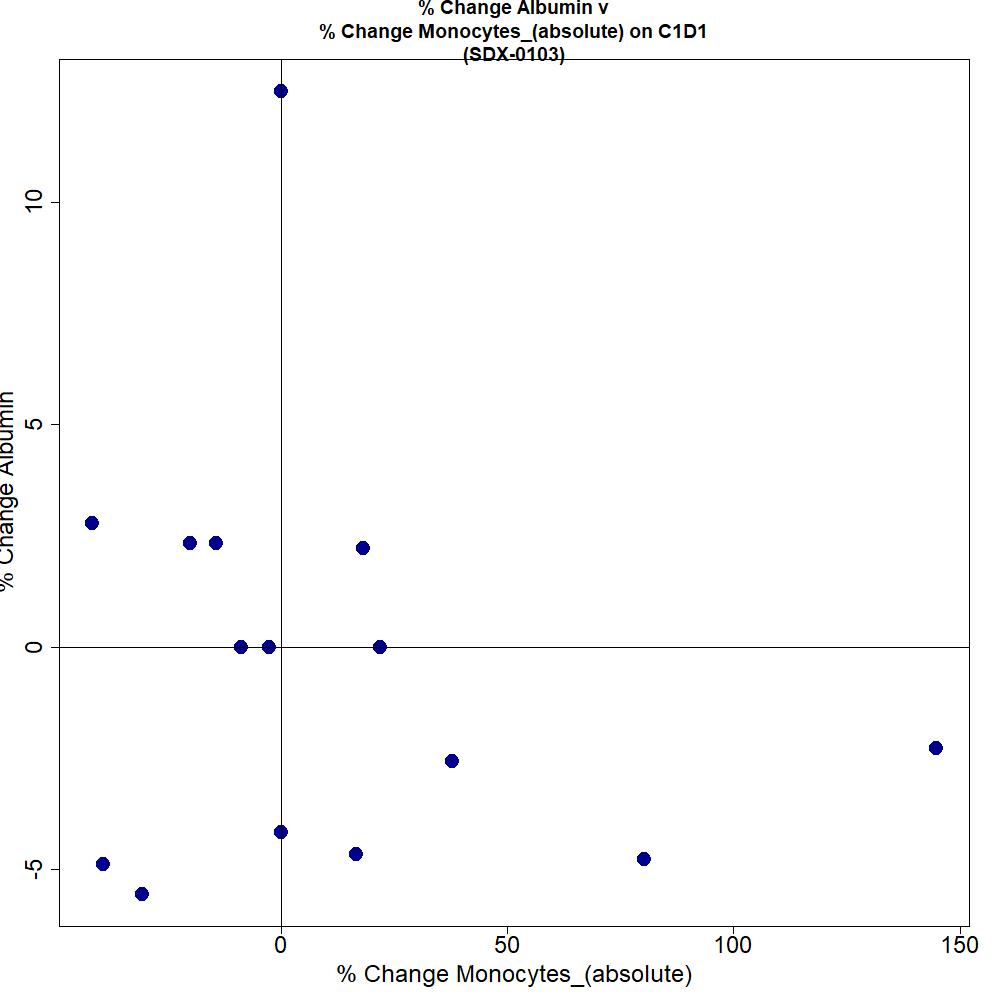 % Change Albumin v
% Change Monocytes_(absolute) on C1D1
(SDX-0103)
% Change Albumin
10
5
0
-5
0
50
100
150
% Change Monocytes_(absolute)